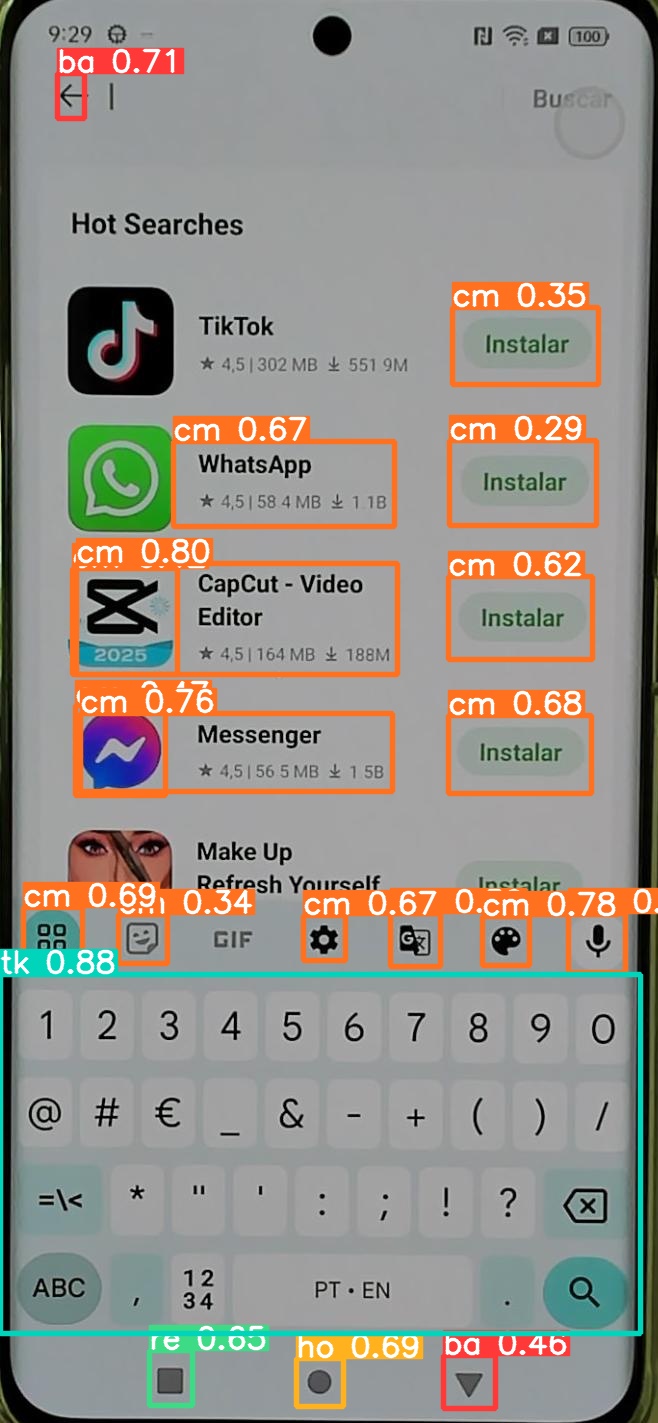 9:29
100
ba 0.71
Buscar
Hot Searches
cm 0.35
TikTok
★ 4,5 | 302 MB ↓ 551 9M
Instalar
cm 0.67
cm 0.29
WhatsApp
★ 4,5 | 58 4 MB ↓ 1.1B
Instalar
cm 0.80
cm 0.62
CapCut - Video
Editor
2025
★ 4,5 | 164 MB ↓ 188M
Instalar
cm 0.76
cm 0.68
Messenger
★ 4,5 | 56 5 MB ↓ 1 5B
Instalar
Make Up
Refresh Yourself
Instalar
cm 0.69
0.34
cm 0.67
cm 0.78
GIF
tk 0.88
1 2 3 4 5 6 7 8 9 0
@ # € _ & - + ( ) /
=\< * " ' : ; ! ?
ABC , 12 34 PT • EN .
re 0.65
ho 0.69
ba 0.46